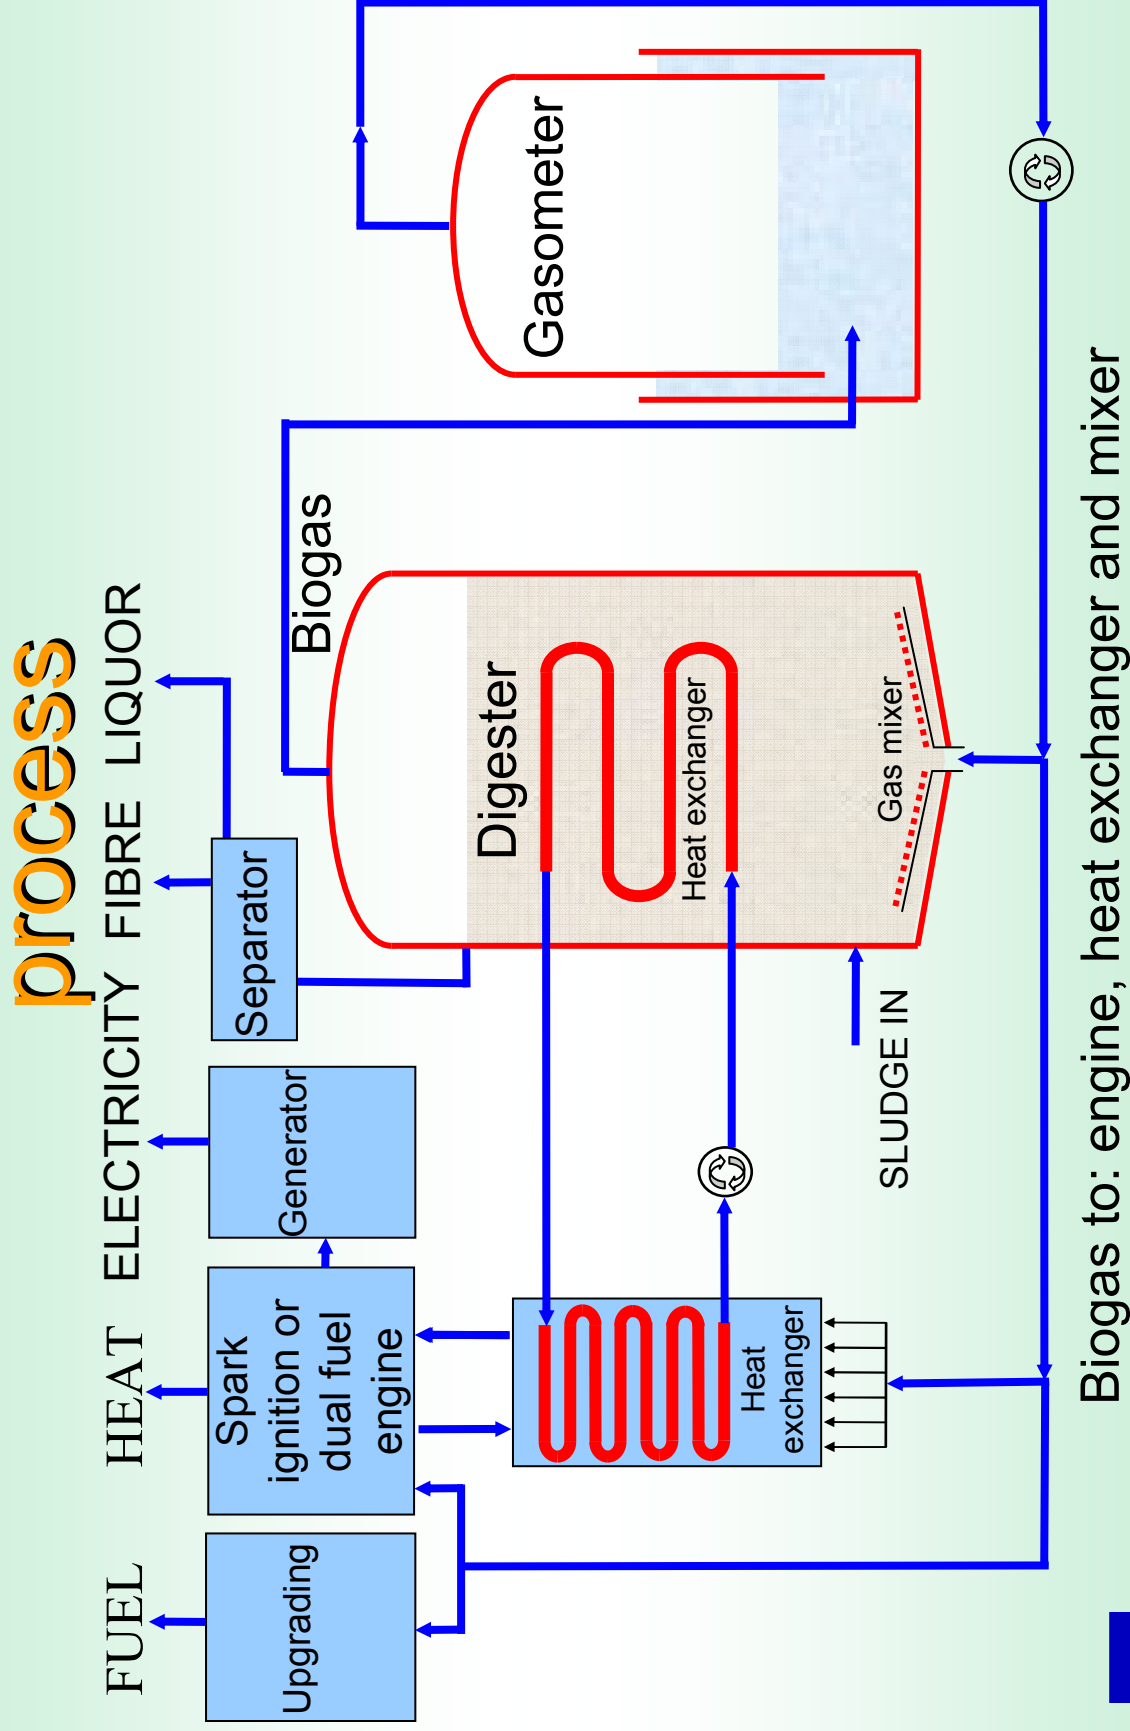 process
FUEL
HEAT
ELECTRICITY
FIBRE
LIQUOR
Upgrading
Spark
ignition or
dual fuel
engine
Generator
Separator
Biogas
Digester
Gasometer
Heat exchanger
Heat
exchanger
Gas mixer
SLUDGE IN
Biogas to: engine, heat exchanger and mixer